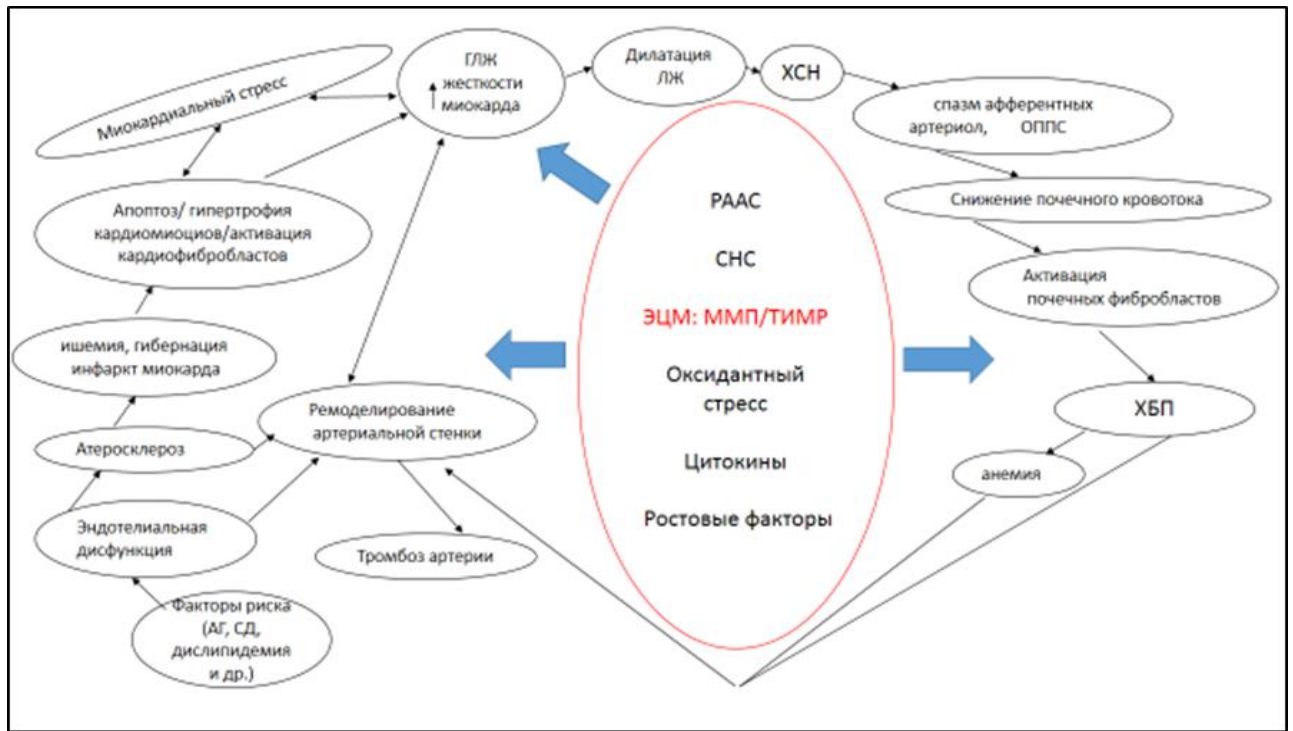 Миокардиальный стресс
ГЛЖ
↑ жесткости
миокарда
Дилатация
ЛЖ
ХСН
спазм афферентных
артериол, ОППС
Снижение почечного кровотока
Активация
почечных фибробластов
ХБП
анемия
Апоптоз/ гипертрофия
кардиомиоциов/активация
кардиофибробластов
ишемия, гибернация
инфаркт миокарда
Атеросклероз
Эндотелиальная
дисфункция
Факторы риска
(АГ, СД,
дислипидемия
и др.)
Ремоделирование
артериальной стенки
Тромбоз артерии
РААС
СНС
ЭЦМ: ММП/ТИМР
Оксидантный
стресс
Цитокины
Ростовые факторы